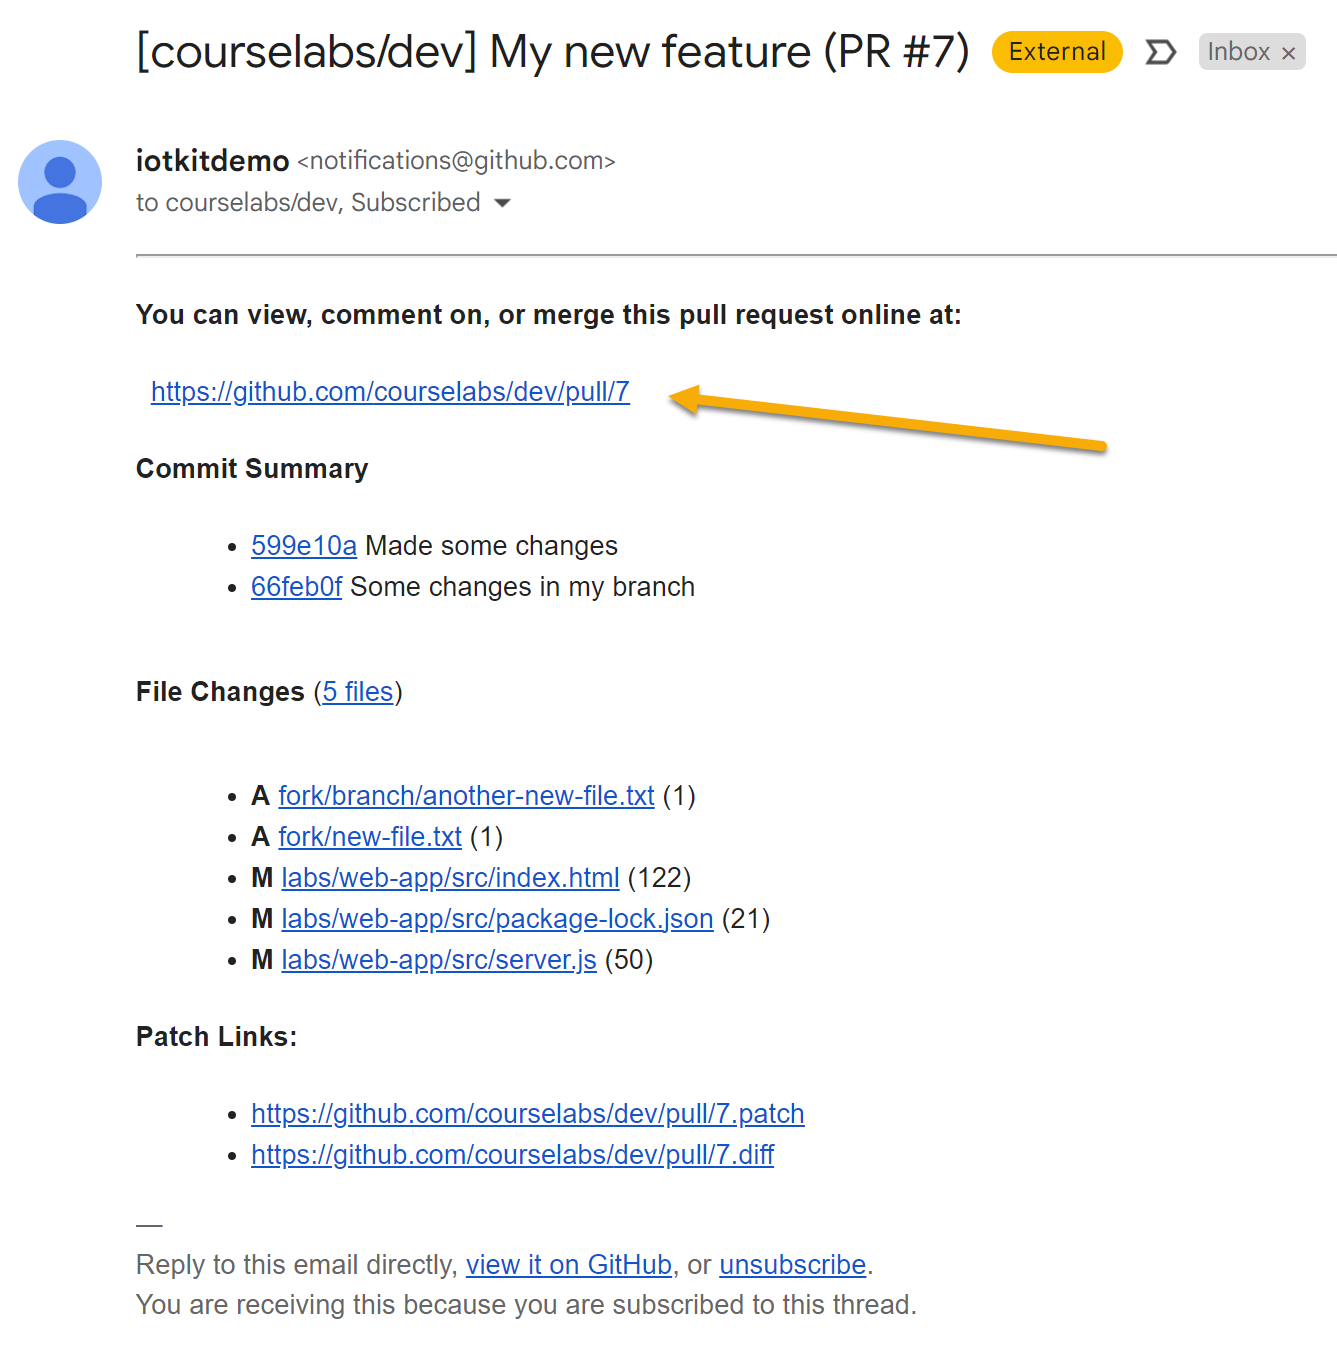 [courselabs/dev] My new feature (PR #7) External Inbox ×
iotkitdemo <notifications@github.com>
to courselabs/dev, Subscribed
You can view, comment on, or merge this pull request online at:
https://github.com/courselabs/dev/pull/7
Commit Summary
• 599e10a Made some changes
• 66feb0f Some changes in my branch
File Changes (5 files)
• A fork/branch/another-new-file.txt (1)
• A fork/new-file.txt (1)
• M labs/web-app/src/index.html (122)
• M labs/web-app/src/package-lock.json (21)
• M labs/web-app/src/server.js (50)
Patch Links:
• https://github.com/courselabs/dev/pull/7.patch
• https://github.com/courselabs/dev/pull/7.diff
—
Reply to this email directly, view it on GitHub, or unsubscribe.
You are receiving this because you are subscribed to this thread.